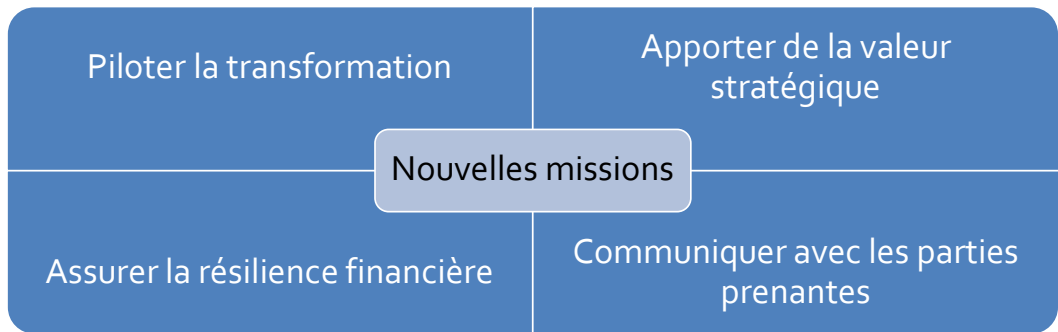 Piloter la transformation
Apporter de la valeur
stratégique
Nouvelles missions
Assurer la résilience financière
Communiquer avec les parties
prenantes